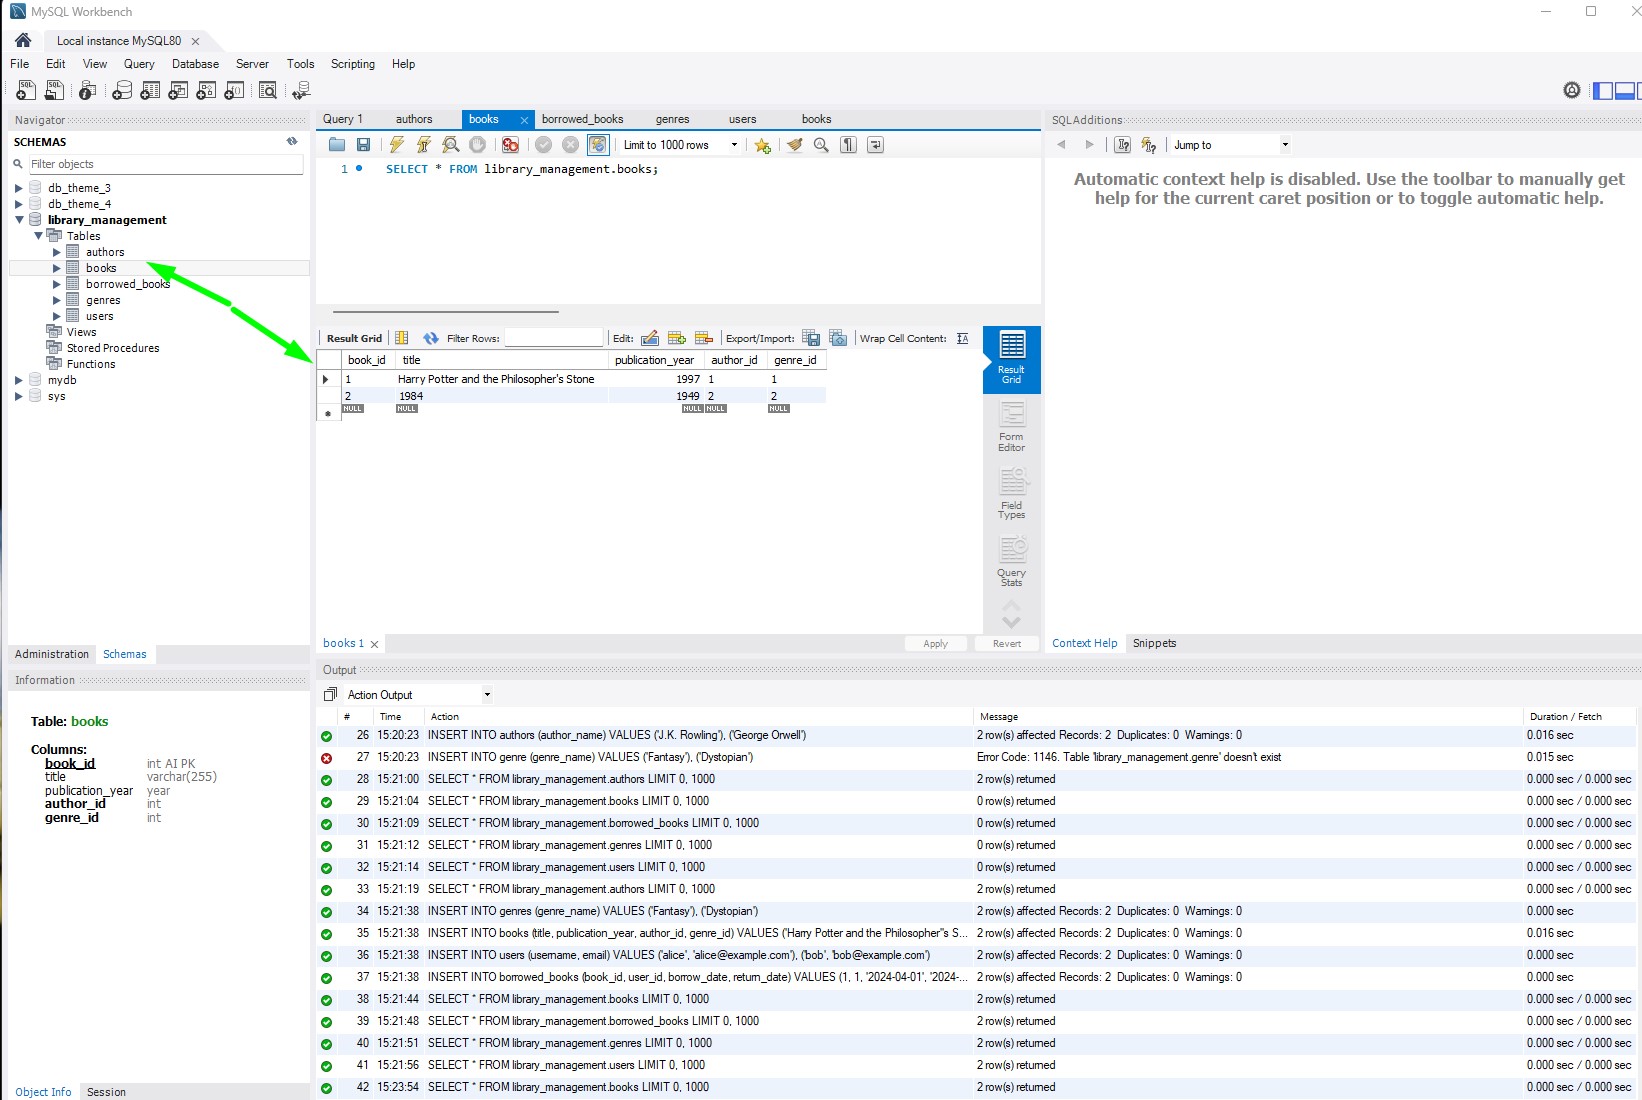 MySQL Workbench
Local instance MySQL80
File Edit View Query Database Server Tools Scripting Help
Navigator
SCHEMAS
Filter objects
db_theme_3
db_theme_4
library_management
Tables
authors
books
borrowed_books
genres
users
Views
Stored Procedures
Functions
mydb
sys
Administration Schemas
Information
Table: books
Columns:
book_id int AI PK
title varchar(255)
publication_year year
author_id int
genre_id int
Object Info Session
Query 1 authors books borrowed_books genres users books
Limit to 1000 rows
1 SELECT * FROM library_management.books;
Result Grid Filter Rows: Edit: Export/Import: Wrap Cell Content:
book_id title publication_year author_id genre_id
1 Harry Potter and the Philosopher's Stone 1997 1 1
2 1984 1949 2 2
NULL NULL NULL NULL NULL
Result
Grid
Form
Editor
Field
Types
Query
Stats
books 1 Apply Revert
SQLAdditions
Jump to
Automatic context help is disabled. Use the toolbar to manually get
help for the current caret position or to toggle automatic help.
Context Help Snippets
Output
Action Output
# Time Action Message Duration / Fetch
26 15:20:23 INSERT INTO authors (author_name) VALUES ('J.K. Rowling'), ('George Orwell') 2 row(s) affected Records: 2 Duplicates: 0 Warnings: 0 0.016 sec
27 15:20:23 INSERT INTO genre (genre_name) VALUES ('Fantasy'), ('Dystopian') Error Code: 1146. Table 'library_management.genre' doesn't exist 0.015 sec
28 15:21:00 SELECT * FROM library_management.authors LIMIT 0, 1000 2 row(s) returned 0.000 sec / 0.000 sec
29 15:21:04 SELECT * FROM library_management.books LIMIT 0, 1000 0 row(s) returned 0.000 sec / 0.000 sec
30 15:21:09 SELECT * FROM library_management.borrowed_books LIMIT 0, 1000 0 row(s) returned 0.000 sec / 0.000 sec
31 15:21:12 SELECT * FROM library_management.genres LIMIT 0, 1000 0 row(s) returned 0.000 sec / 0.000 sec
32 15:21:14 SELECT * FROM library_management.users LIMIT 0, 1000 0 row(s) returned 0.000 sec / 0.000 sec
33 15:21:19 SELECT * FROM library_management.authors LIMIT 0, 1000 2 row(s) returned 0.000 sec / 0.000 sec
34 15:21:38 INSERT INTO genres (genre_name) VALUES ('Fantasy'), ('Dystopian') 2 row(s) affected Records: 2 Duplicates: 0 Warnings: 0 0.000 sec
35 15:21:38 INSERT INTO books (title, publication_year, author_id, genre_id) VALUES ('Harry Potter and the Philosopher''s S... 2 row(s) affected Records: 2 Duplicates: 0 Warnings: 0 0.016 sec
36 15:21:38 INSERT INTO users (username, email) VALUES ('alice', 'alice@example.com'), ('bob', 'bob@example.com') 2 row(s) affected Records: 2 Duplicates: 0 Warnings: 0 0.000 sec
37 15:21:38 INSERT INTO borrowed_books (book_id, user_id, borrow_date, return_date) VALUES (1, 1, '2024-04-01', '2024-... 2 row(s) affected Records: 2 Duplicates: 0 Warnings: 0 0.000 sec
38 15:21:44 SELECT * FROM library_management.books LIMIT 0, 1000 2 row(s) returned 0.000 sec / 0.000 sec
39 15:21:48 SELECT * FROM library_management.borrowed_books LIMIT 0, 1000 2 row(s) returned 0.000 sec / 0.000 sec
40 15:21:51 SELECT * FROM library_management.genres LIMIT 0, 1000 2 row(s) returned 0.000 sec / 0.000 sec
41 15:21:56 SELECT * FROM library_management.users LIMIT 0, 1000 2 row(s) returned 0.000 sec / 0.000 sec
42 15:23:54 SELECT * FROM library_management.books LIMIT 0, 1000 2 row(s) returned 0.000 sec / 0.000 sec